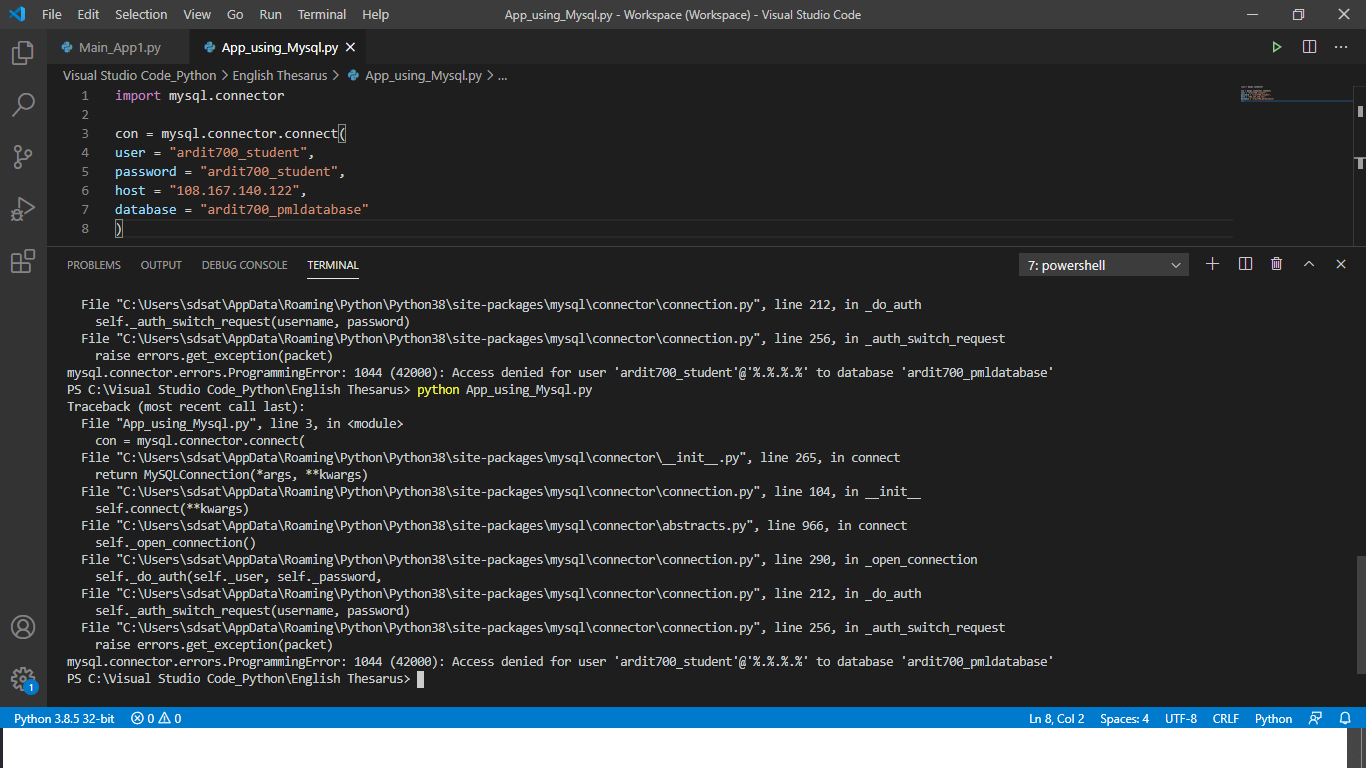 File Edit Selection View Go Run Terminal Help App_using_Mysql.py - Workspace (Workspace) - Visual Studio Code
Main_App1.py App_using_Mysql.py
Visual Studio Code_Python > English Thesarus > App_using_Mysql.py > ...
1 import mysql.connector
2
3 con = mysql.connector.connect(
4 user = "ardit700_student",
5 password = "ardit700_student",
6 host = "108.167.140.122",
7 database = "ardit700_pmldatabase"
8 )
PROBLEMS OUTPUT DEBUG CONSOLE TERMINAL 7: powershell
File "C:\Users\sdsat\AppData\Roaming\Python\Python38\site-packages\mysql\connector\connection.py", line 212, in _do_auth
self._auth_switch_request(username, password)
File "C:\Users\sdsat\AppData\Roaming\Python\Python38\site-packages\mysql\connector\connection.py", line 256, in _auth_switch_request
raise errors.get_exception(packet)
mysql.connector.errors.ProgrammingError: 1044 (42000): Access denied for user 'ardit700_student'@'%.%.%.%' to database 'ardit700_pmldatabase'
PS C:\Visual Studio Code_Python\English Thesarus> python App_using_Mysql.py
Traceback (most recent call last):
File "App_using_Mysql.py", line 3, in <module>
con = mysql.connector.connect(
File "C:\Users\sdsat\AppData\Roaming\Python\Python38\site-packages\mysql\connector\__init__.py", line 265, in connect
return MySQLConnection(*args, **kwargs)
File "C:\Users\sdsat\AppData\Roaming\Python\Python38\site-packages\mysql\connector\connection.py", line 104, in __init__
self.connect(**kwargs)
File "C:\Users\sdsat\AppData\Roaming\Python\Python38\site-packages\mysql\connector\abstracts.py", line 966, in connect
self._open_connection()
File "C:\Users\sdsat\AppData\Roaming\Python\Python38\site-packages\mysql\connector\connection.py", line 290, in _open_connection
self._do_auth(self._user, self._password,
File "C:\Users\sdsat\AppData\Roaming\Python\Python38\site-packages\mysql\connector\connection.py", line 212, in _do_auth
self._auth_switch_request(username, password)
File "C:\Users\sdsat\AppData\Roaming\Python\Python38\site-packages\mysql\connector\connection.py", line 256, in _auth_switch_request
raise errors.get_exception(packet)
mysql.connector.errors.ProgrammingError: 1044 (42000): Access denied for user 'ardit700_student'@'%.%.%.%' to database 'ardit700_pmldatabase'
PS C:\Visual Studio Code_Python\English Thesarus>
1
Python 3.8.5 32-bit 0 0 Ln 8, Col 2 Spaces: 4 UTF-8 CRLF Python